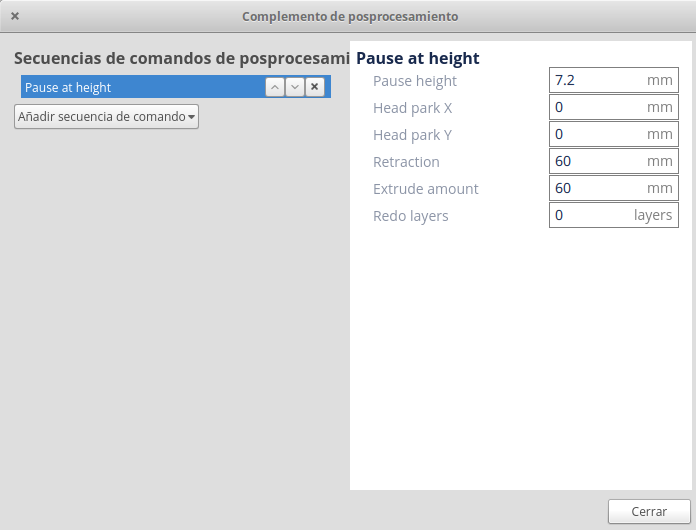 Complemento de posprocesamiento
Secuencias de comandos de posprocesami
Pause at height
Añadir secuencia de comando
Pause at height
Pause height 7.2 mm
Head park X 0 mm
Head park Y 0 mm
Retraction 60 mm
Extrude amount 60 mm
Redo layers 0 layers
Cerrar